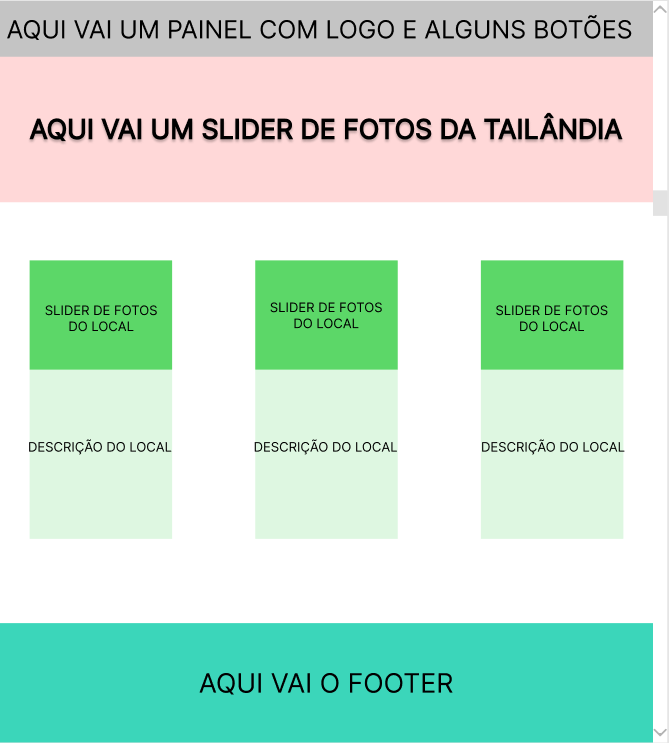 AQUI VAI UM PAINEL COM LOGO E ALGUNS BOTÕES
AQUI VAI UM SLIDER DE FOTOS DA TAILÂNDIA
SLIDER DE FOTOS
DO LOCAL
DESCRIÇÃO DO LOCAL
SLIDER DE FOTOS
DO LOCAL
DESCRIÇÃO DO LOCAL
SLIDER DE FOTOS
DO LOCAL
DESCRIÇÃO DO LOCAL
AQUI VAI O FOOTER